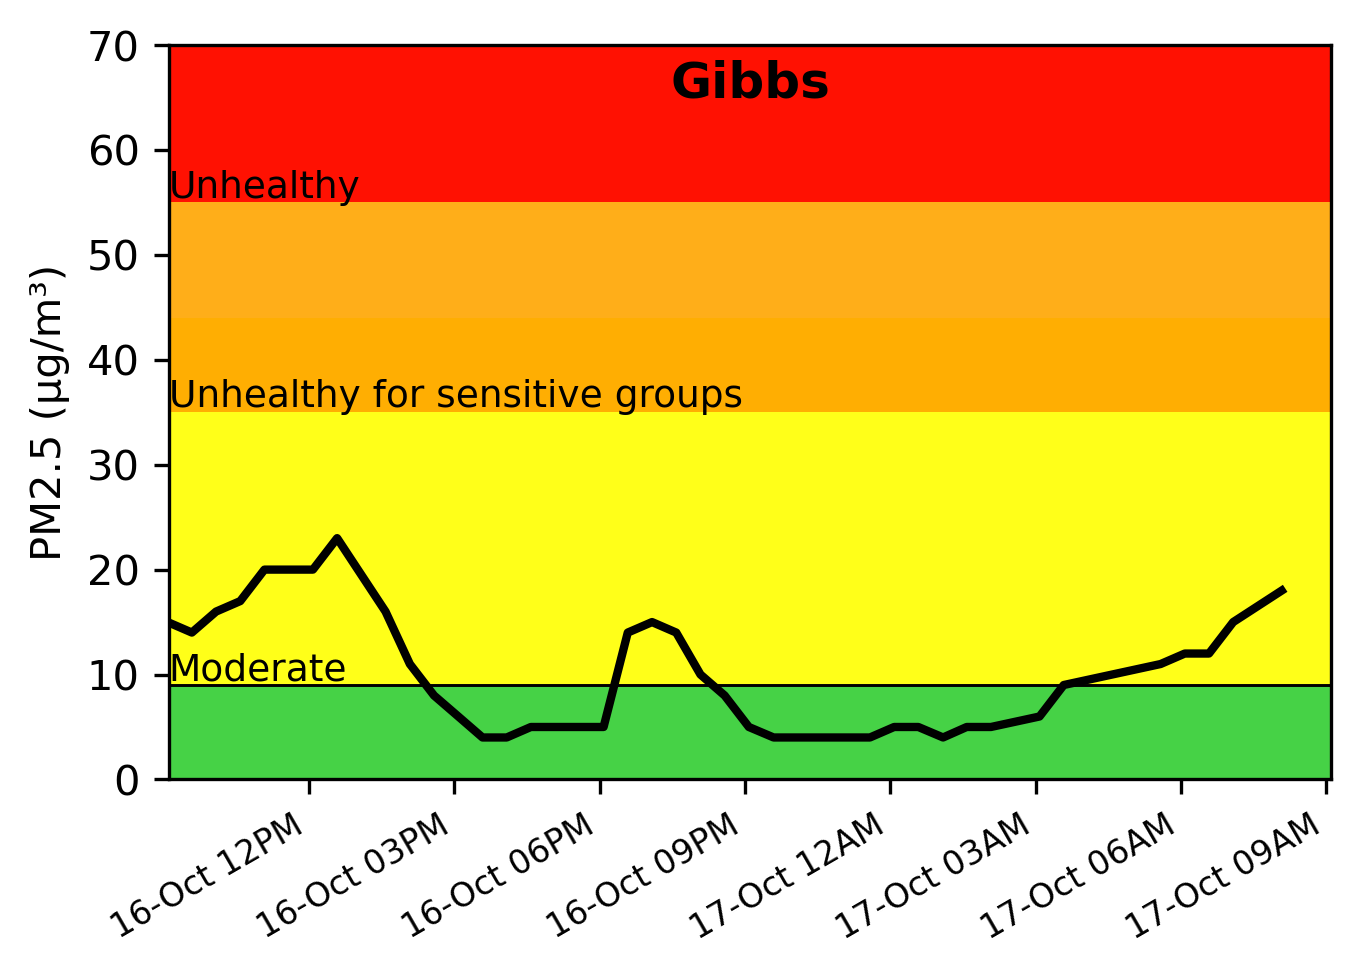 Gibbs
PM2.5 (µg/m³)
70
60
50
40
30
20
10
0
Unhealthy
Unhealthy for sensitive groups
Moderate
16-Oct 12PM
16-Oct 03PM
16-Oct 06PM
16-Oct 09PM
17-Oct 12AM
17-Oct 03AM
17-Oct 06AM
17-Oct 09AM